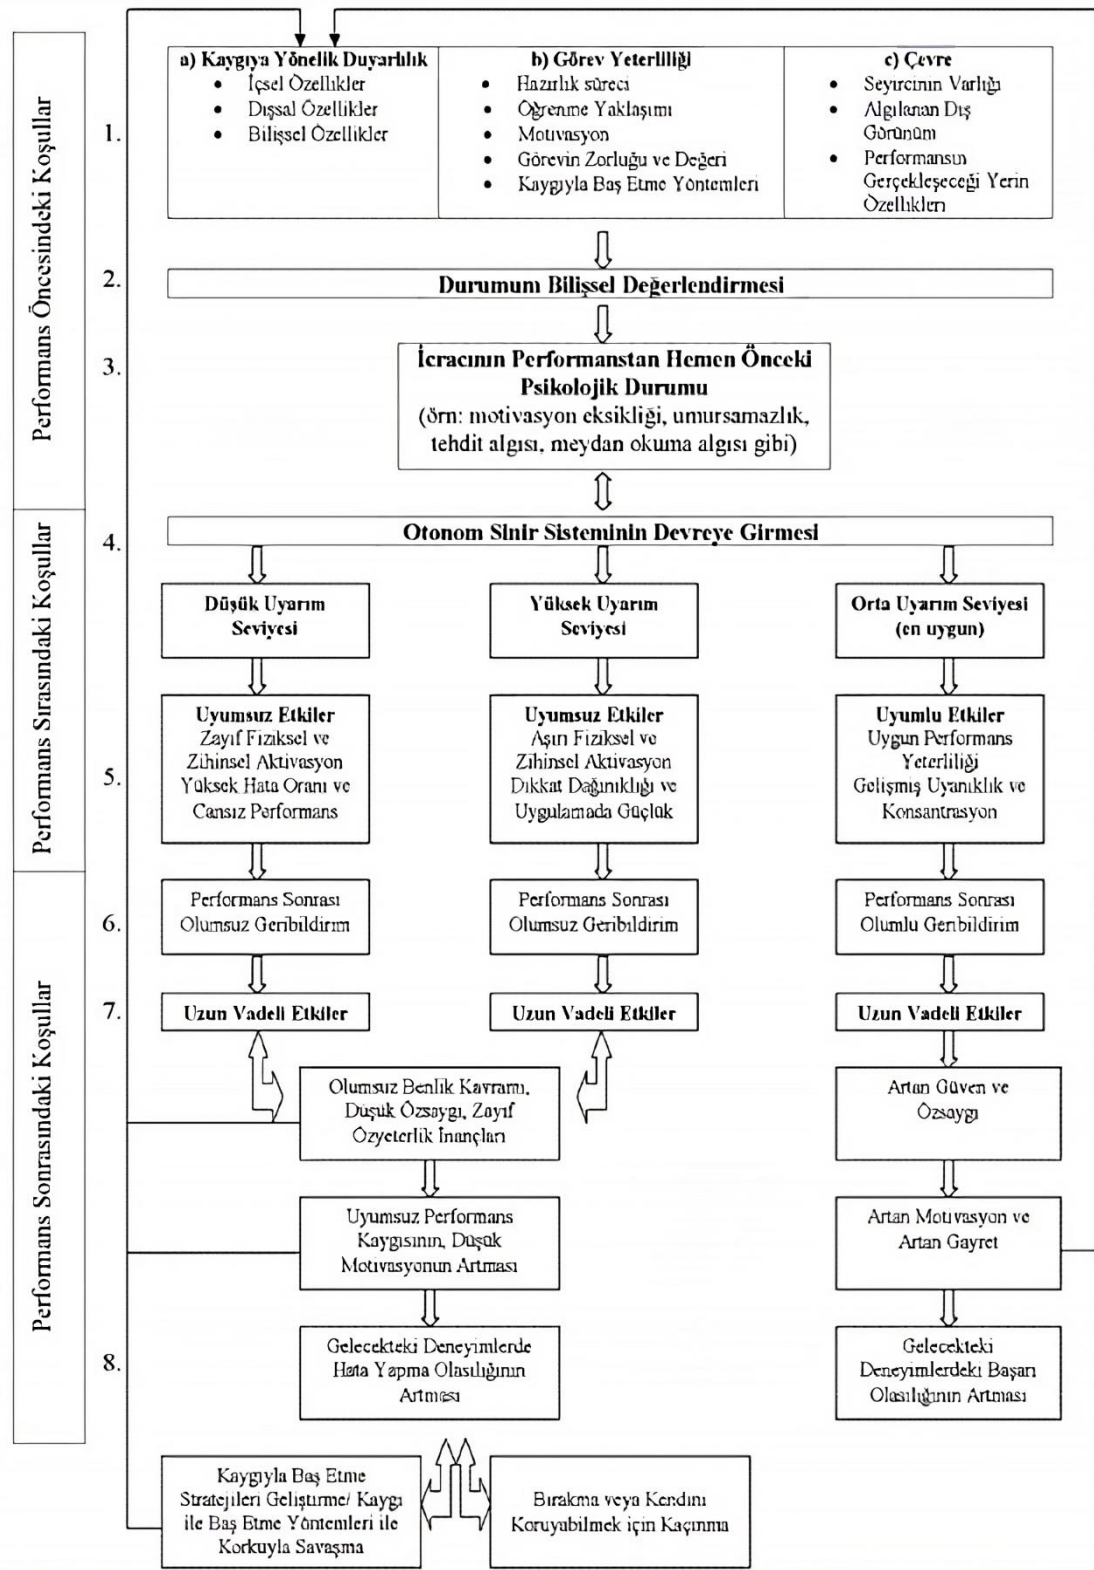 Performans Öncesindeki Koşullar
1.
a) Kaygıya Yönelik Duyarlılık
• İçsel Özellikler
• Dışsal Özellikler
• Bilişsel Özellikler
b) Görev Yeterliliği
• Hazırlık süreci
• Öğrenme Yaklaşımı
• Motivasyon
• Görevin Zorluğu ve Değeri
• Kaygıyla Baş Etme Yöntemleri
c) Çevre
• Seyircinin Varlığı
• Algılanan Dış
Görünüm
• Performansın
Gerçekleşeceği Yerin
Özellikleri
2.
Durumun Bilişsel Değerlendirmesi
3.
İcracının Performanstan Hemen Önceki
Psikolojik Durumu
(örn: motivasyon eksikliği, umursamazlık,
tehdit algısı, meydan okuma algısı gibi)
Performans Sırasındaki Koşullar
4.
Otonom Sinir Sisteminin Devreye Girmesi
Düşük Uyarım
Seviyesi
Yüksek Uyarım
Seviyesi
Orta Uyarım Seviyesi
(en uygun)
5.
Uyumsuz Etkiler
Zayıf Fiziksel ve
Zihinsel Aktivasyon
Yüksek Hata Oranı ve
Cansız Performans
Uyumsuz Etkiler
Aşırı Fiziksel ve
Zihinsel Aktivasyon
Dikkat Dağınıklığı ve
Uygulamada Güçlük
Uyumlu Etkiler
Uygun Performans
Yeterliliği
Gelişmiş Uyanıklık ve
Konsantrasyon
Performans Sonrasındaki Koşullar
6.
Performans Sonrası
Olumsuz Geribildirim
Performans Sonrası
Olumsuz Geribildirim
Performans Sonrası
Olumlu Geribildirim
7.
Uzun Vadeli Etkiler
Uzun Vadeli Etkiler
Uzun Vadeli Etkiler
Olumsuz Benlik Kavramı,
Düşük Özsaygı, Zayıf
Özyeterlik İnançları
Artan Güven ve
Özsaygı
Uyumsuz Performans
Kaygısının, Düşük
Motivasyonun Artması
Artan Motivasyon ve
Artan Gayret
8.
Gelecekteki Deneyimlerde
Hata Yapma Olasılığının
Artması
Gelecekteki
Deneyimlerdeki Başarı
Olasılığının Artması
Kaygıyla Baş Etme
Stratejileri Geliştirme/ Kaygı
ile Baş Etme Yöntemleri ile
Korkuyla Savaşma
Bırakma veya Kendini
Koruyabilmek için Kaçınma